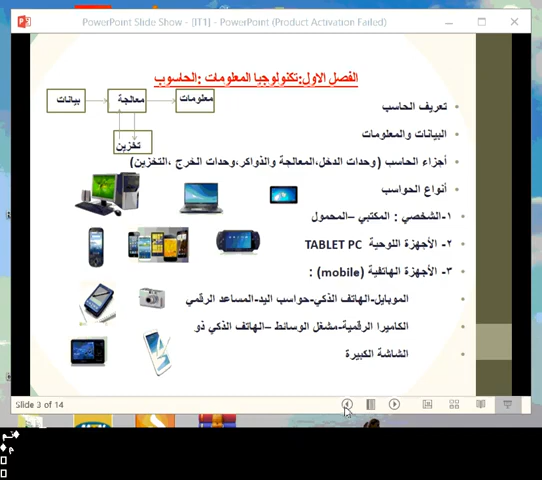 PowerPoint Slide Show - [IT1] - PowerPoint (Product Activation Failed)
الفصل الاول:تكنولوجيا المعلومات :الحاسوب
بيانات
معالجة
معلومات
تخزين
تعريف الحاسب
البيانات والمعلومات
أجزاء الحاسب (وحدات الدخل،المعالجة والذواكر،وحدات الخرج ،التخزين)
أنواع الحواسب
١-الشخصي : المكتبي –المحمول
٢- الأجهزة اللوحية TABLET PC
٣- الأجهزة الهاتفية (mobile) :
الموبايل-الهاتف الذكي-حواسب اليد-المساعد الرقمي
الكاميرا الرقمية-مشغل الوسائط –الهاتف الذكي ذو
الشاشة الكبيرة
Slide 3 of 14